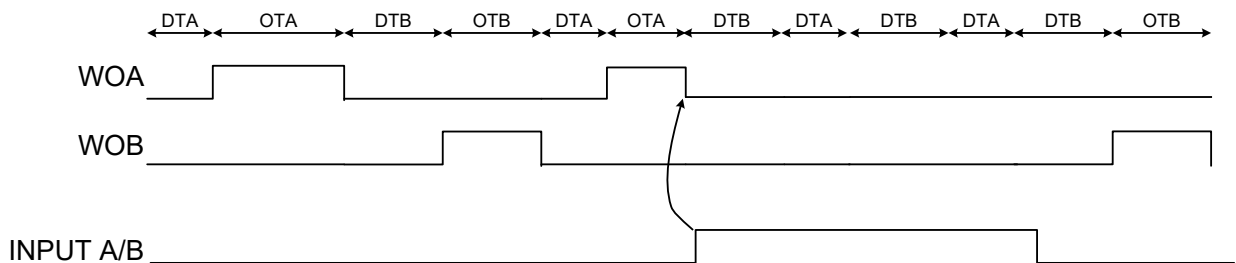 DTA OTA DTB OTB DTA OTA DTB DTA DTB DTA DTB OTB
WOA
WOB
INPUT A/B